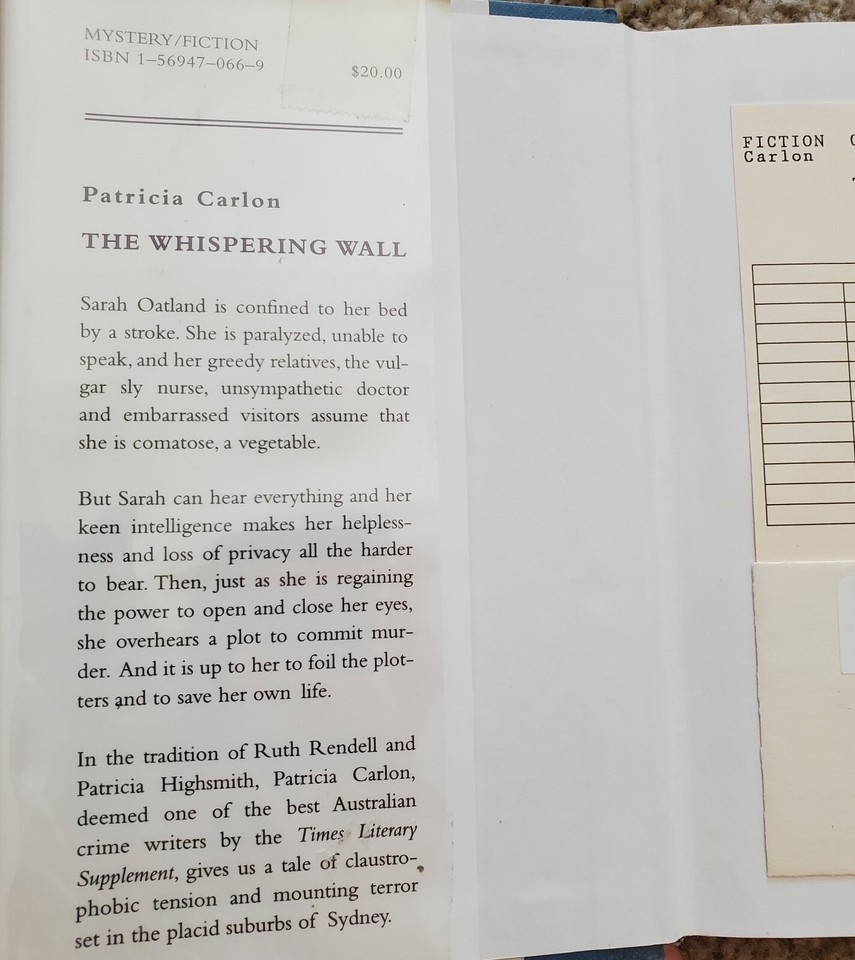 MYSTERY/FICTION
ISBN 1–56947–066–9
$20.00
Patricia Carlon
THE WHISPERING WALL
Sarah Oatland is confined to her bed
by a stroke. She is paralyzed, unable to
speak, and her greedy relatives, the vul-
gar sly nurse, unsympathetic doctor
and embarrassed visitors assume that
she is comatose, a vegetable.
But Sarah can hear everything and her
keen intelligence makes her helpless-
ness and loss of privacy all the harder
to bear. Then, just as she is regaining
the power to open and close her eyes,
she overhears a plot to commit mur-
der. And it is up to her to foil the plot-
ters and to save her own life.
In the tradition of Ruth Rendell and
Patricia Highsmith, Patricia Carlon,
deemed one of the best Australian
crime writers by the Times Literary
Supplement, gives us a tale of claustro-
phobic tension and mounting terror
set in the placid suburbs of Sydney.
FICTION
Carlon